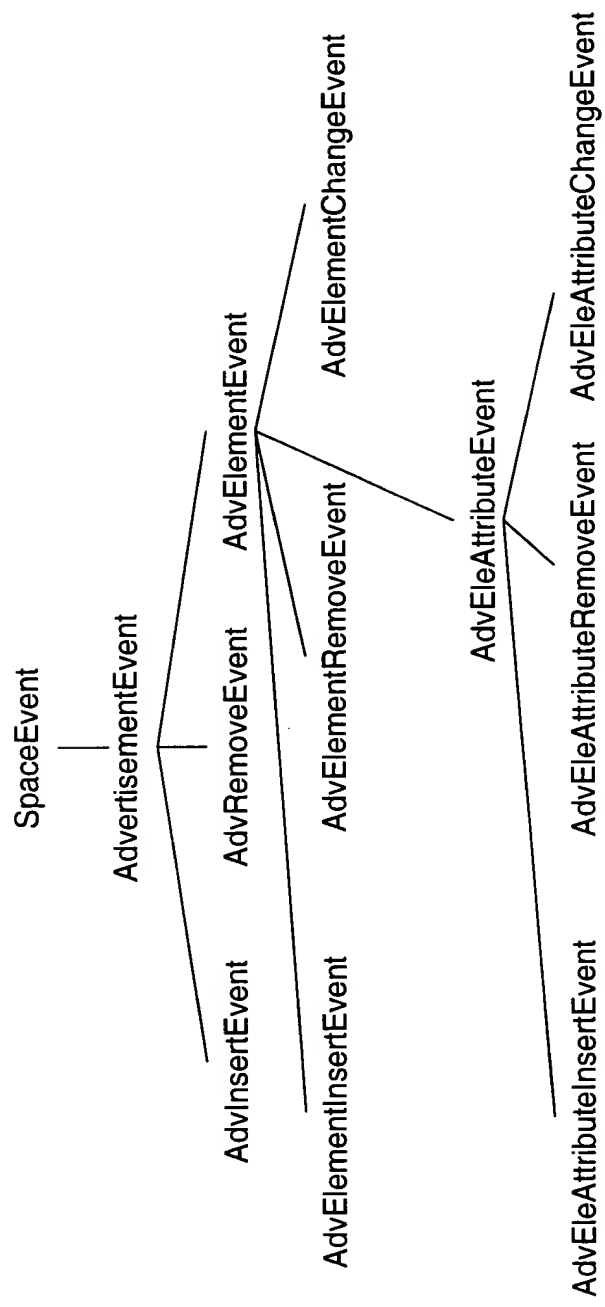 SpaceEvent
AdvertisementEvent
AdvInsertEvent
AdvRemoveEvent
AdvElementEvent
AdvElementInsertEvent
AdvElementRemoveEvent
AdvElementChangeEvent
AdvEleAttributeEvent
AdvEleAttributeInsertEvent
AdvEleAttributeRemoveEvent
AdvEleAttributeChangeEvent